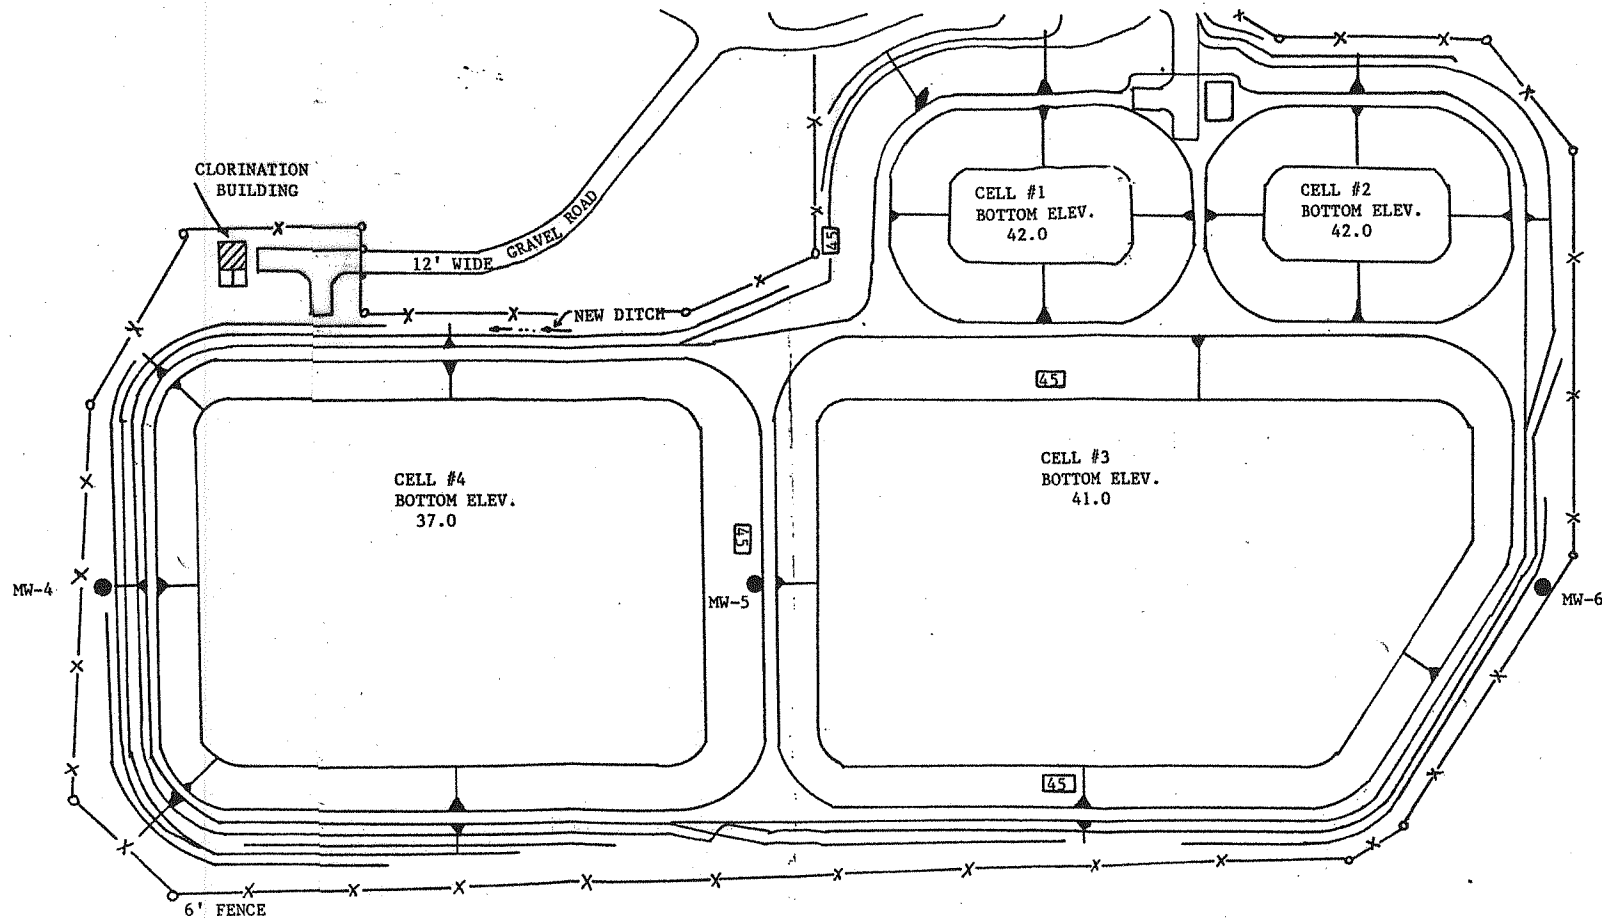 CLORINATION
BUILDING
CELL #1
BOTTOM ELEV.
42.0
CELL #2
BOTTOM ELEV.
42.0
45
12' WIDE GRAVEL ROAD
NEW DITCH
45
CELL #4
BOTTOM ELEV.
37.0
CELL #3
BOTTOM ELEV.
41.0
45
MW-4
MW-5
MW-6
45
6' FENCE